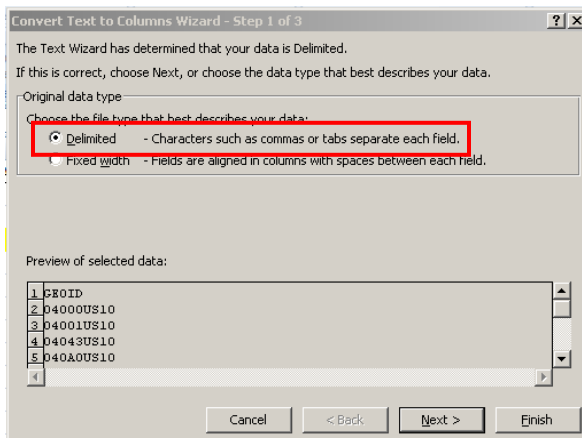 Convert Text to Columns Wizard - Step 1 of 3
The Text Wizard has determined that your data is Delimited.
If this is correct, choose Next, or choose the data type that best describes your data.
Original data type
Choose the file type that best describes your data:
Delimited - Characters such as commas or tabs separate each field.
Fixed width - Fields are aligned in columns with spaces between each field.
Preview of selected data:
1 GEOID
2 04000US10
3 04001US10
4 04043US10
5 040A0US10
Cancel < Back Next > Finish